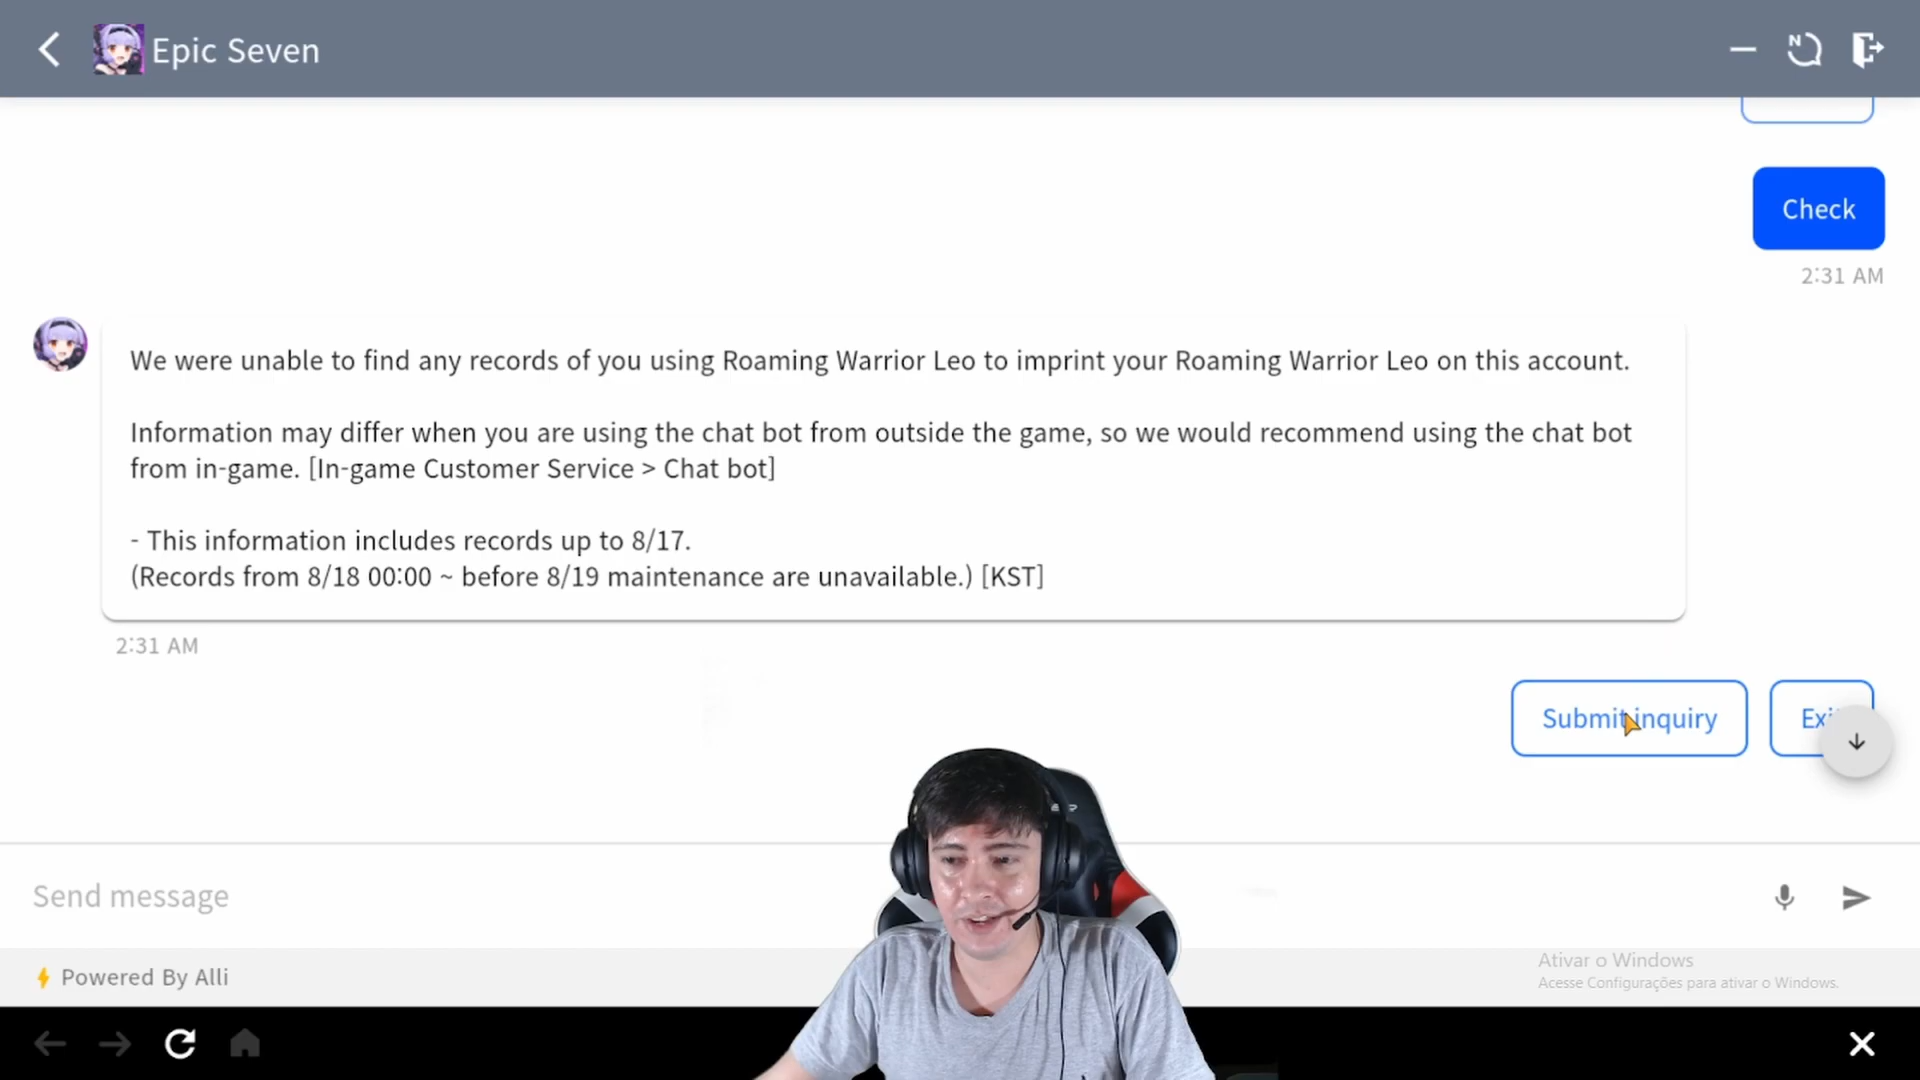 Epic Seven
N
Check
2:31 AM
We were unable to find any records of you using Roaming Warrior Leo to imprint your Roaming Warrior Leo on this account.
Information may differ when you are using the chat bot from outside the game, so we would recommend using the chat bot
from in-game. [In-game Customer Service > Chat bot]
- This information includes records up to 8/17.
(Records from 8/18 00:00 ~ before 8/19 maintenance are unavailable.) [KST]
2:31 AM
Submit inquiry
Send message
Powered By Alli
Ativar o Windows
Acesse Configurações para ativar o Windows.